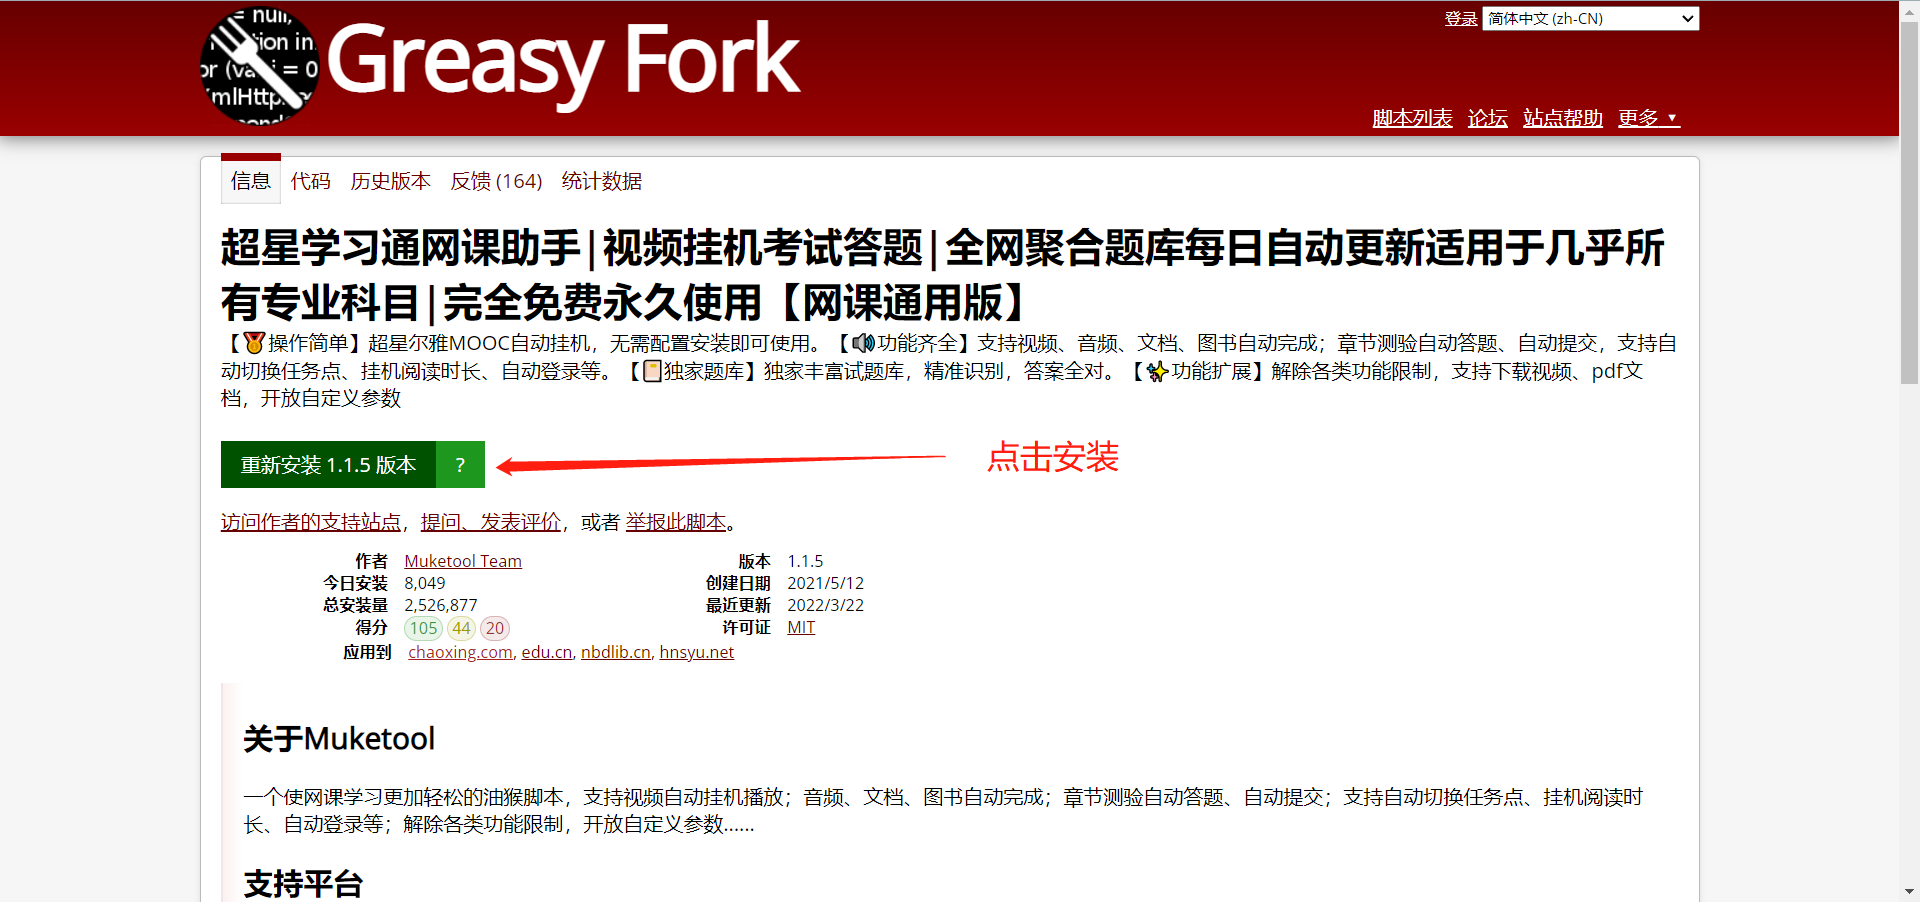 null,
tion in
or (va i = 0
mlHttp
cond
Greasy Fork
登录 简体中文 (zh-CN)
脚本列表 论坛 站点帮助 更多 ▼
信息 代码 历史版本 反馈 (164) 统计数据
超星学习通网课助手|视频挂机考试答题|全网聚合题库每日自动更新适用于几乎所
有专业科目|完全免费永久使用【网课通用版】
【🏅操作简单】超星尔雅MOOC自动挂机，无需配置安装即可使用。【🔊功能齐全】支持视频、音频、文档、图书自动完成；章节测验自动答题、自动提交，支持自
动切换任务点、挂机阅读时长、自动登录等。【📔独家题库】独家丰富试题库，精准识别，答案全对。【✨功能扩展】解除各类功能限制，支持下载视频、pdf文
档，开放自定义参数
重新安装 1.1.5 版本 ?
点击安装
访问作者的支持站点，提问、发表评价，或者 举报此脚本。
作者 Muketool Team 版本 1.1.5
今日安装 8,049 创建日期 2021/5/12
总安装量 2,526,877 最近更新 2022/3/22
得分 105 44 20 许可证 MIT
应用到 chaoxing.com, edu.cn, nbdlib.cn, hnsyu.net
关于Muketool
一个使网课学习更加轻松的油猴脚本，支持视频自动挂机播放；音频、文档、图书自动完成；章节测验自动答题、自动提交；支持自动切换任务点、挂机阅读时
长、自动登录等；解除各类功能限制，开放自定义参数......
支持平台